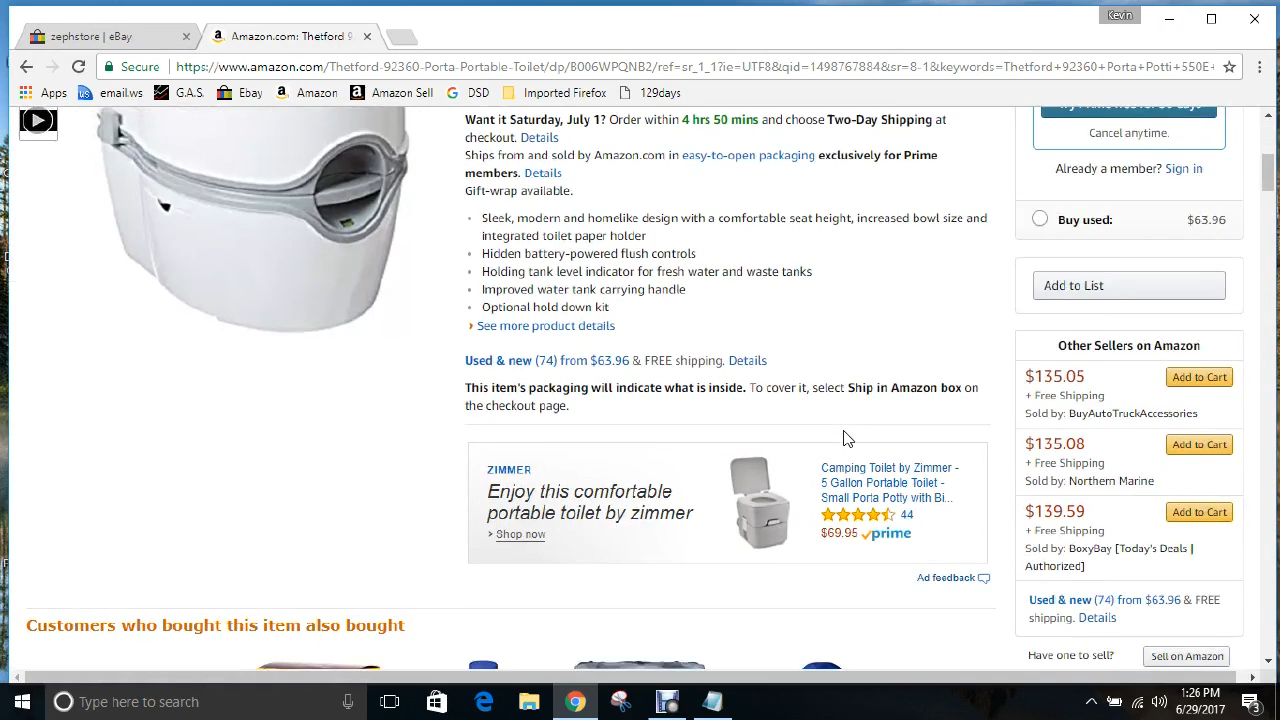 Kevin
zephstore | eBay
Amazon.com: Thetford 9
Secure
https://www.amazon.com/Thetford-92360-Porta-Portable-Toilet/dp/B006WPQNB2/ref=sr_1_1?ie=UTF8&qid=1498767884&sr=8-1&keywords=Thetford+92360+Porta+Potti+550E
Apps
email.ws
G.A.S.
Ebay
Amazon
Amazon Sell
DSD
Imported Firefox
129days
Want it Saturday, July 1? Order within 4 hrs 50 mins and choose Two-Day Shipping at
checkout. Details
Ships from and sold by Amazon.com in easy-to-open packaging exclusively for Prime
members. Details
Gift-wrap available.
• Sleek, modern and homelike design with a comfortable seat height, increased bowl size and
integrated toilet paper holder
• Hidden battery-powered flush controls
• Holding tank level indicator for fresh water and waste tanks
• Improved water tank carrying handle
• Optional hold down kit
› See more product details
Used & new (74) from $63.96 & FREE shipping. Details
This item's packaging will indicate what is inside. To cover it, select Ship in Amazon box on
the checkout page.
ZIMMER
Enjoy this comfortable
portable toilet by zimmer
› Shop now
Camping Toilet by Zimmer -
5 Gallon Portable Toilet -
Small Porta Potty with Bi...
44
$69.95 prime
Ad feedback
Customers who bought this item also bought
Cancel anytime.
Already a member? Sign in
Buy used: $63.96
Add to List
Other Sellers on Amazon
$135.05 Add to Cart
+ Free Shipping
Sold by: BuyAutoTruckAccessories
$135.08 Add to Cart
+ Free Shipping
Sold by: Northern Marine
$139.59 Add to Cart
+ Free Shipping
Sold by: BoxyBay [Today's Deals |
Authorized]
Used & new (74) from $63.96 & FREE
shipping. Details
Have one to sell? Sell on Amazon
Type here to search
1:26 PM
6/29/2017
3